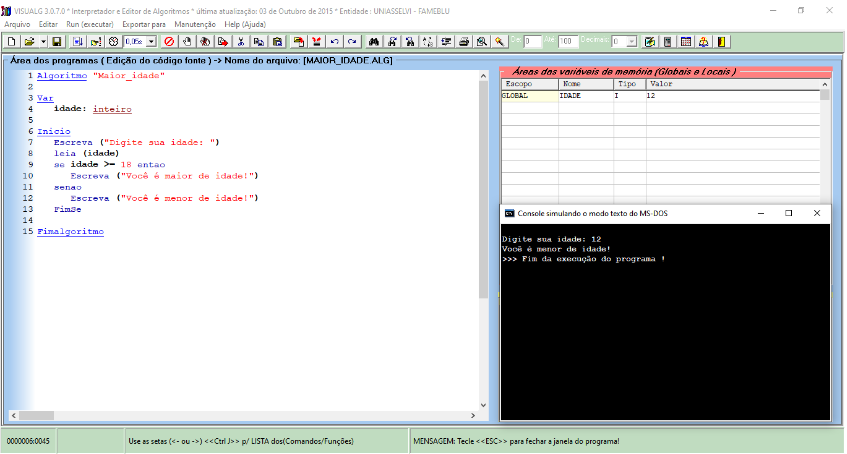 VISUALG 3.0.7.0 * Interpretador e Editor de Algoritmos * última atualização: 03 de Outubro de 2015 * Entidade: UNIASSELVI - FAMEBLU
Arquivo Editar Run (executar) Exportar para Manutenção Help (Ajuda)
0,05s De: 0 Até: 100 Decimais: 0
Área dos programas ( Edição do código fonte ) -> Nome do arquivo: [MAIOR_IDADE.ALG]
1 Algoritmo "Maior_idade"
2
3 Var
4 idade: inteiro
5
6 Inicio
7 Escreva ("Digite sua idade: ")
8 leia (idade)
9 se idade >= 18 entao
10 Escreva ("Você é maior de idade!")
11 senao
12 Escreva ("Você é menor de idade!")
13 FimSe
14
15 Fimalgoritmo
Áreas das variáveis de memória (Globais e Locais )
Escopo Nome Tipo Valor
GLOBAL IDADE I 12
Console simulando o modo texto do MS-DOS
Digite sua idade: 12
Você é menor de idade!
>>> Fim da execução do programa !
0000006:0045 Use as setas (<- ou ->) <<Ctrl J>> p/ LISTA dos(Comandos/Funções) MENSAGEM: Tecle <<ESC>> para fechar a janela do programa!